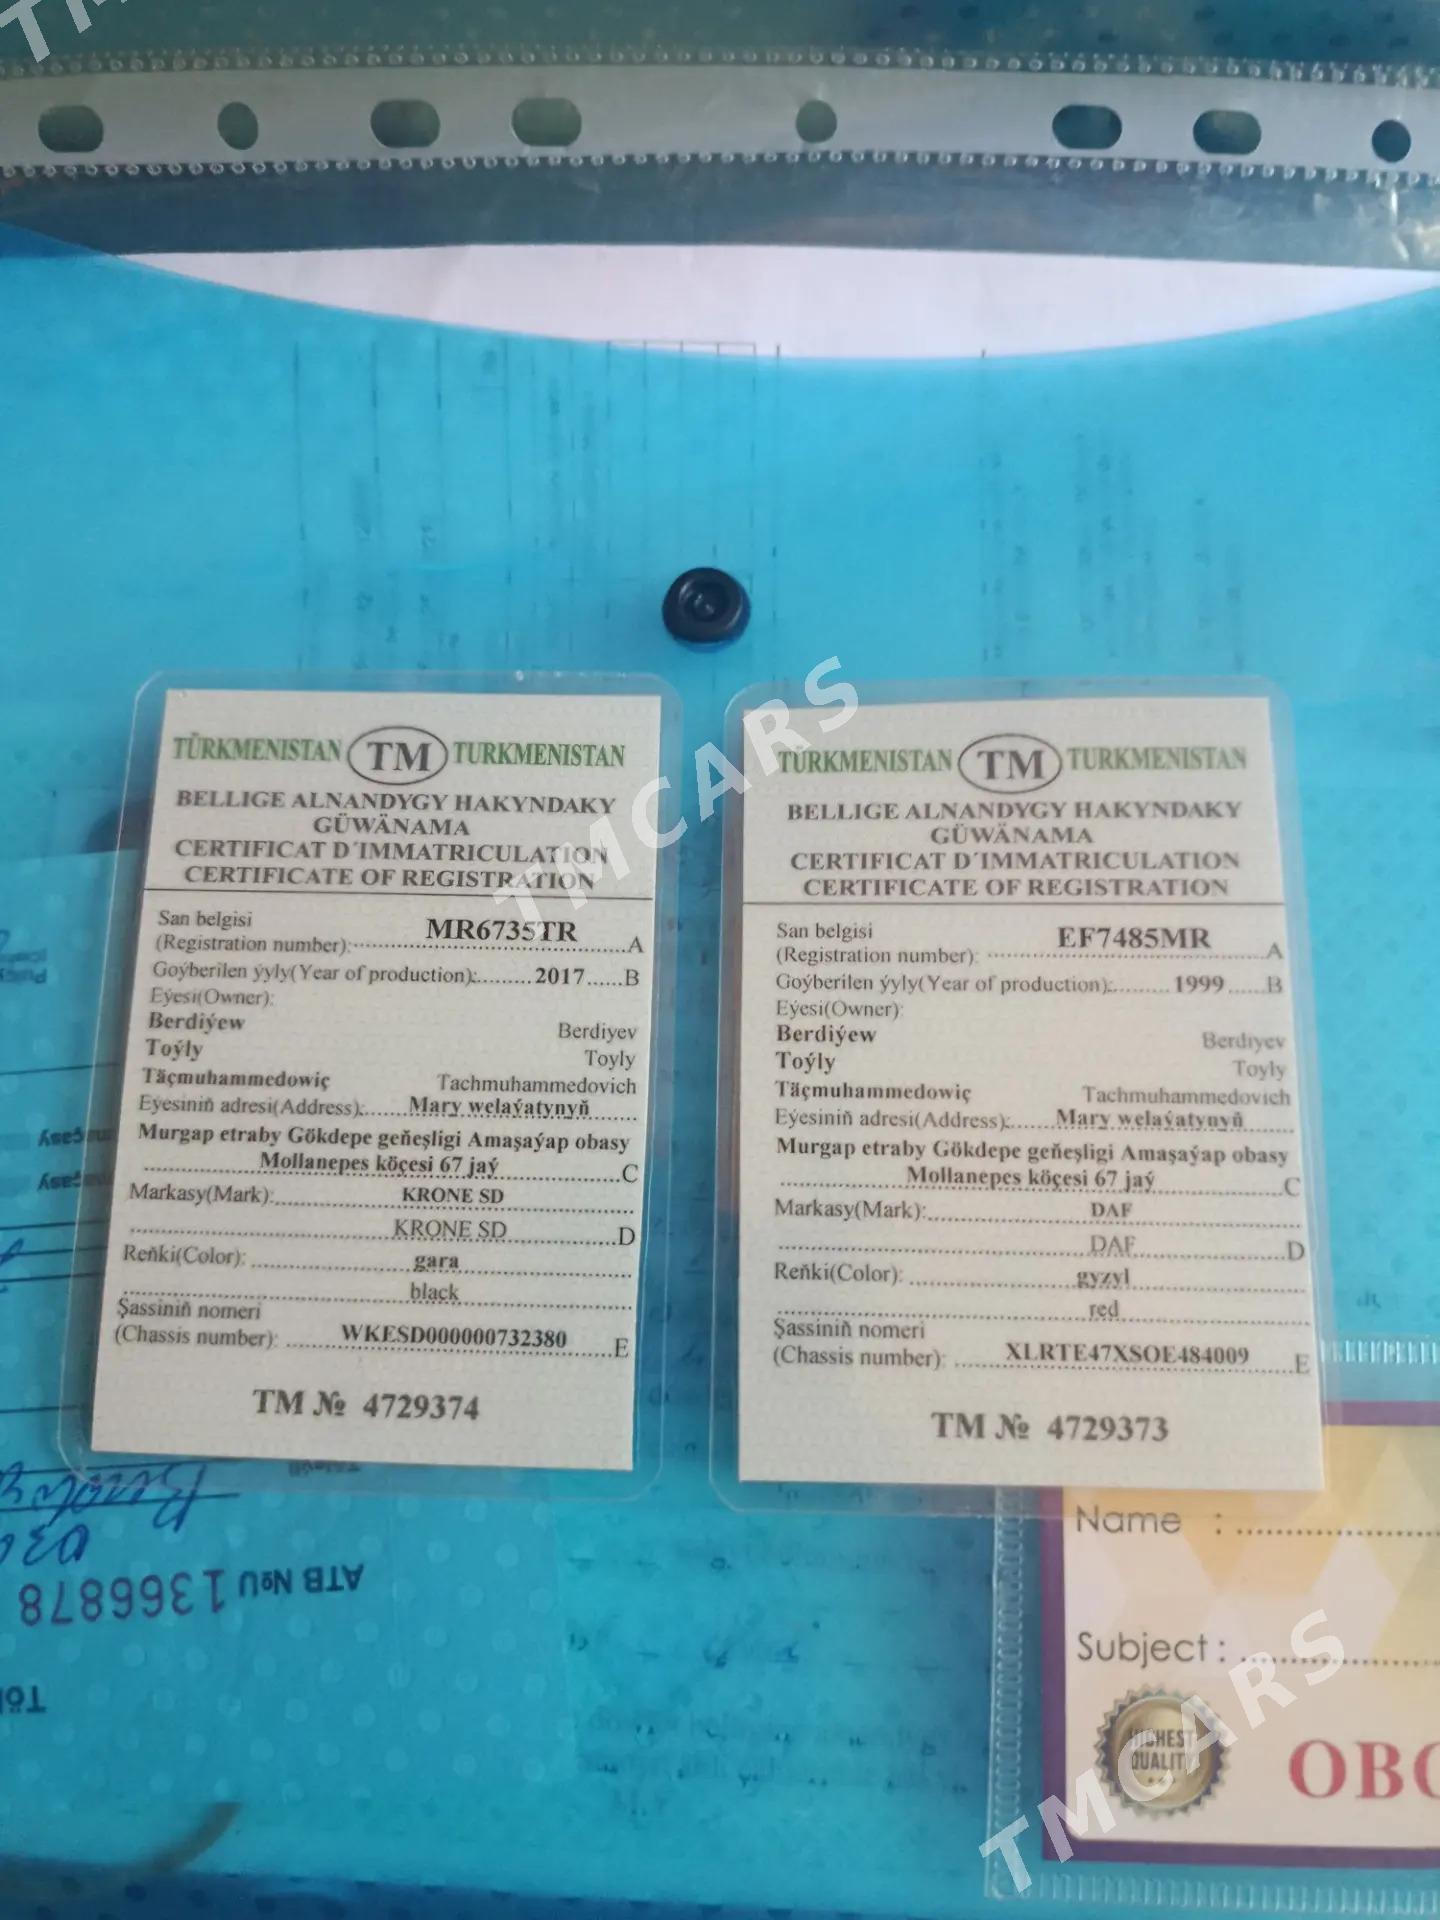 TÜRKMENISTAN TM TURKMENISTAN
BELLIGE ALNANDYGY HAKYNDAKY
GÜWÄNAMA
CERTIFICAT D´IMMATRICULATION
CERTIFICATE OF REGISTRATION
San belgisi
(Registration number): MR6735TR A
Goýberilen ýyly(Year of production): 2017 B
Eýesi(Owner):
Berdiýew Berdiyev
Toýly Toyly
Täçmuhammedowiç Tachmuhammedovich
Eýesiniň adresi(Address): Mary welaýatynyň
Murgap etraby Gökdepe geňeşligi Amaşaýap obasy
Mollanepes köçesi 67 jaý C
Markasy(Mark): KRONE SD
KRONE SD D
Reňki(Color): gara
black
Şassiniň nomeri
(Chassis number): WKESD000000732380 E
TM № 4729374
TÜRKMENISTAN TM TURKMENISTAN
BELLIGE ALNANDYGY HAKYNDAKY
GÜWÄNAMA
CERTIFICAT D´IMMATRICULATION
CERTIFICATE OF REGISTRATION
San belgisi
(Registration number): EF7485MR A
Goýberilen ýyly(Year of production): 1999 B
Eýesi(Owner):
Berdiýew Berdiyev
Toýly Toyly
Täçmuhammedowiç Tachmuhammedovich
Eýesiniň adresi(Address): Mary welaýatynyň
Murgap etraby Gökdepe geňeşligi Amaşaýap obasy
Mollanepes köçesi 67 jaý C
Markasy(Mark): DAF
DAF D
Reňki(Color): gyzyl
red
Şassiniň nomeri
(Chassis number): XLRTE47XSOE484009 E
TM № 4729373
ATB №U 1366878
Name :
Subject :
HIGHEST
QUALITY
TMCARS
TMCARS